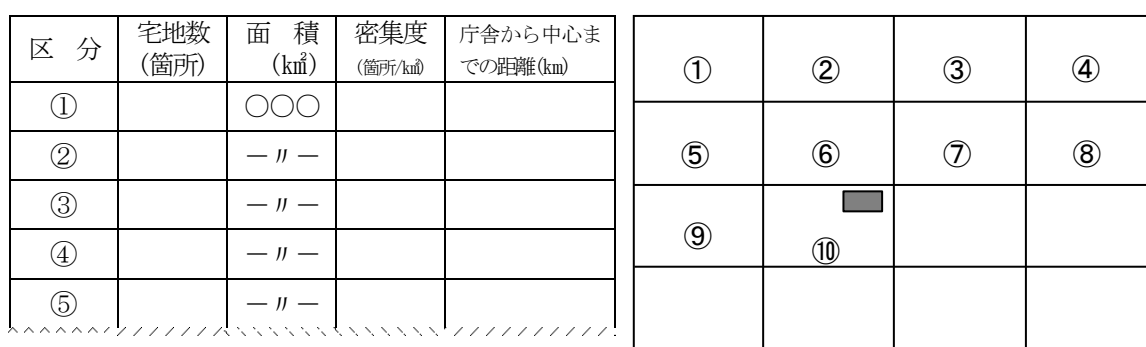 区　分 宅地数(箇所) 面　積(㎢) 密集度(箇所/㎢) 庁舎から中心までの距離(㎞)
① ○○○
② ―〃―
③ ―〃―
④ ―〃―
⑤ ―〃―
① ② ③ ④
⑤ ⑥ ⑦ ⑧
⑨ ⑩